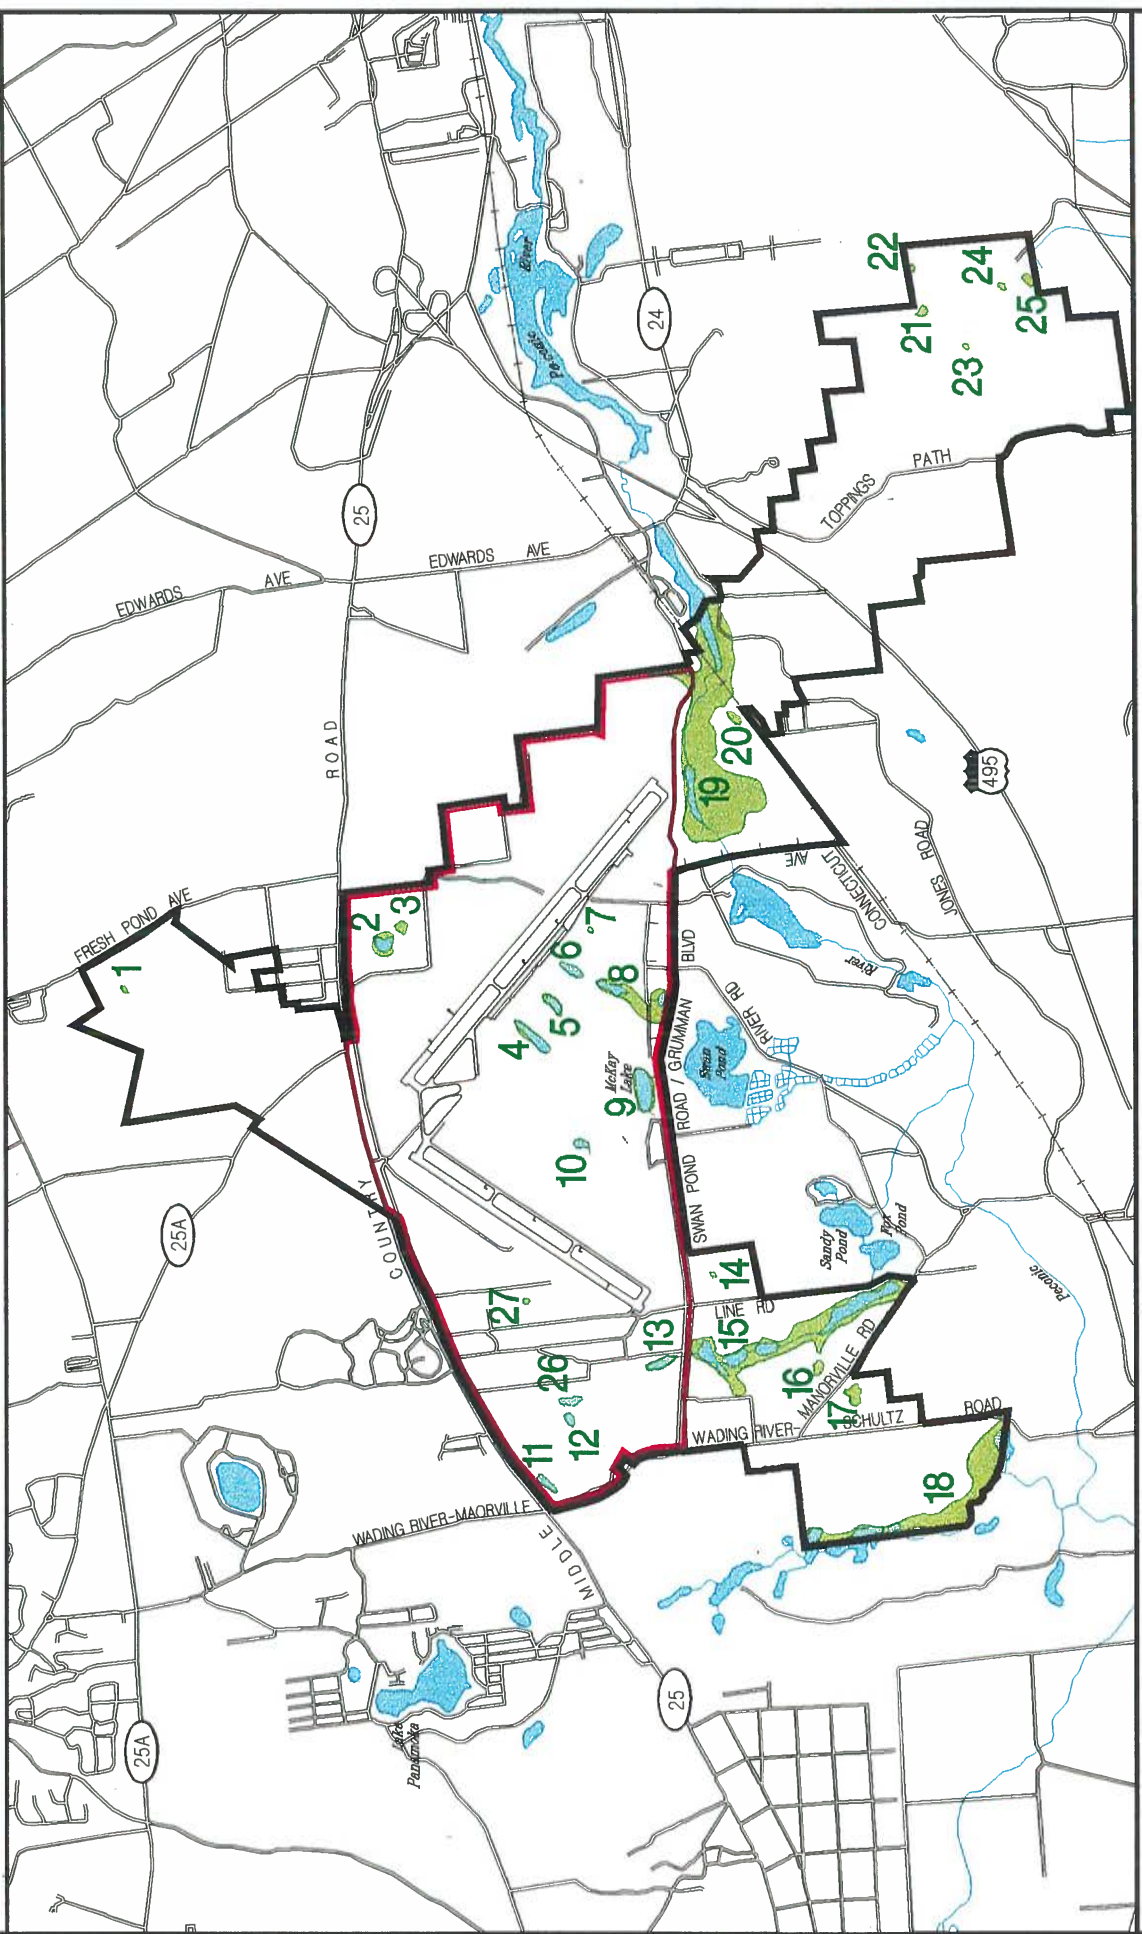 River
Peconic
24
22
24
21
25
23
TOPPINGS
PATH
25
EDWARDS
AVE
EDWARDS
AVE
ROAD
20
19
495
JONES ROAD
CONNECTICUT
AVE
FRESH POND AVE
1
2
3
7
6
8
5
4
McKay
Lake
9
10
BLVD
ROAD / GRUMMAN
SWAN POND
RIVER RD
River
Swan
Pond
Sandy
Pond
Fox
Pond
Peconic
25A
COUNTRY
27
13
14
LINE RD
15
16
MANORVILLE RD
17
SCHULTZ
ROAD
WADING RIVER-
26
12
11
18
WADING RIVER-MAORVILLE
MIDDLE
25
Lake
Panamoka
25A